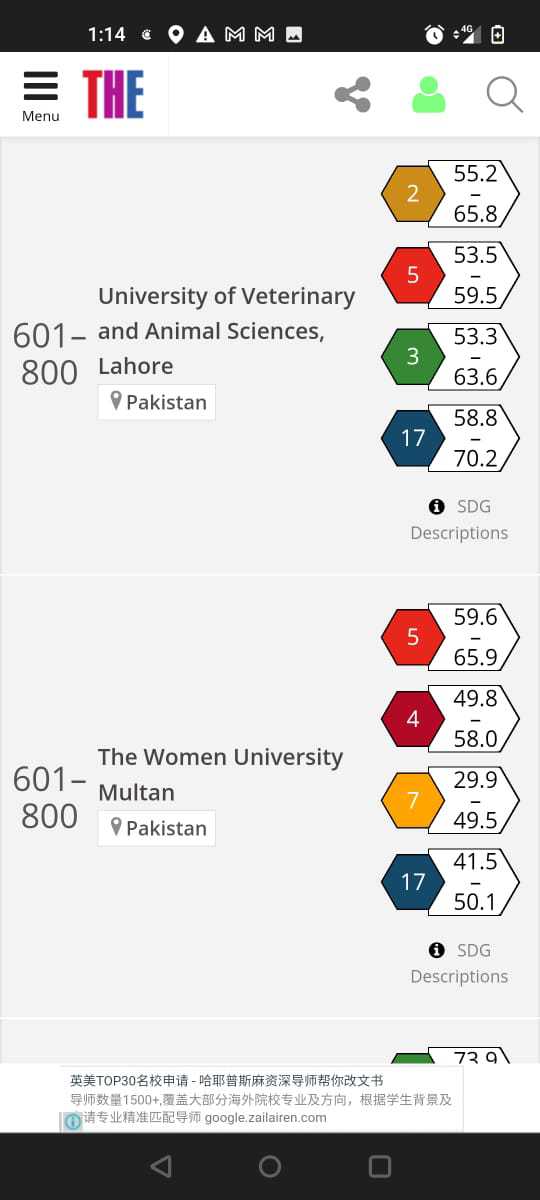 1:14
4G
Menu
THE
601–
800
University of Veterinary
and Animal Sciences,
Lahore
Pakistan
2
55.2
–
65.8
5
53.5
–
59.5
3
53.3
–
63.6
17
58.8
–
70.2
SDG
Descriptions
601–
800
The Women University
Multan
Pakistan
5
59.6
–
65.9
4
49.8
–
58.0
7
29.9
–
49.5
17
41.5
–
50.1
SDG
Descriptions
73.9
英美TOP30名校申请 - 哈耶普斯麻资深导师帮你改文书
导师数量1500+,覆盖大部分海外院校专业及方向，根据学生背景及
请专业精准匹配导师 google.zailairen.com